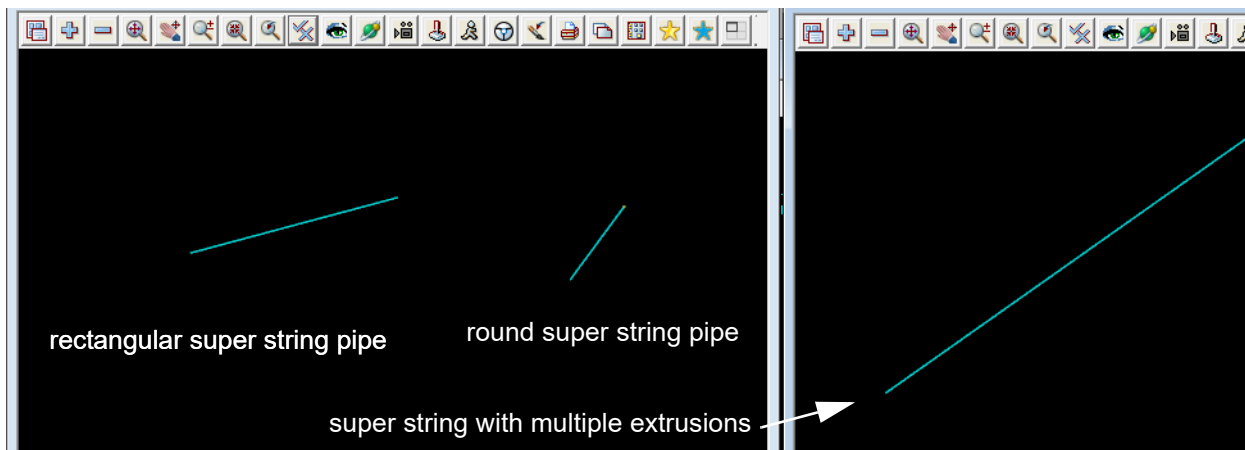 rectangular super string pipe
round super string pipe
super string with multiple extrusions